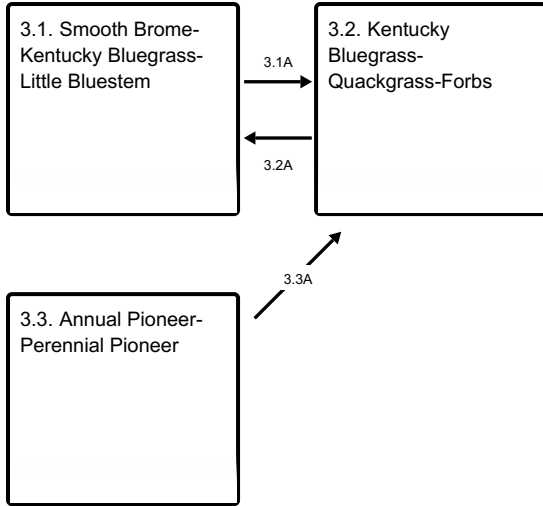 3.1. Smooth Brome-
Kentucky Bluegrass-
Little Bluestem
3.1A
3.2. Kentucky
Bluegrass-
Quackgrass-Forbs
3.2A
3.3A
3.3. Annual Pioneer-
Perennial Pioneer